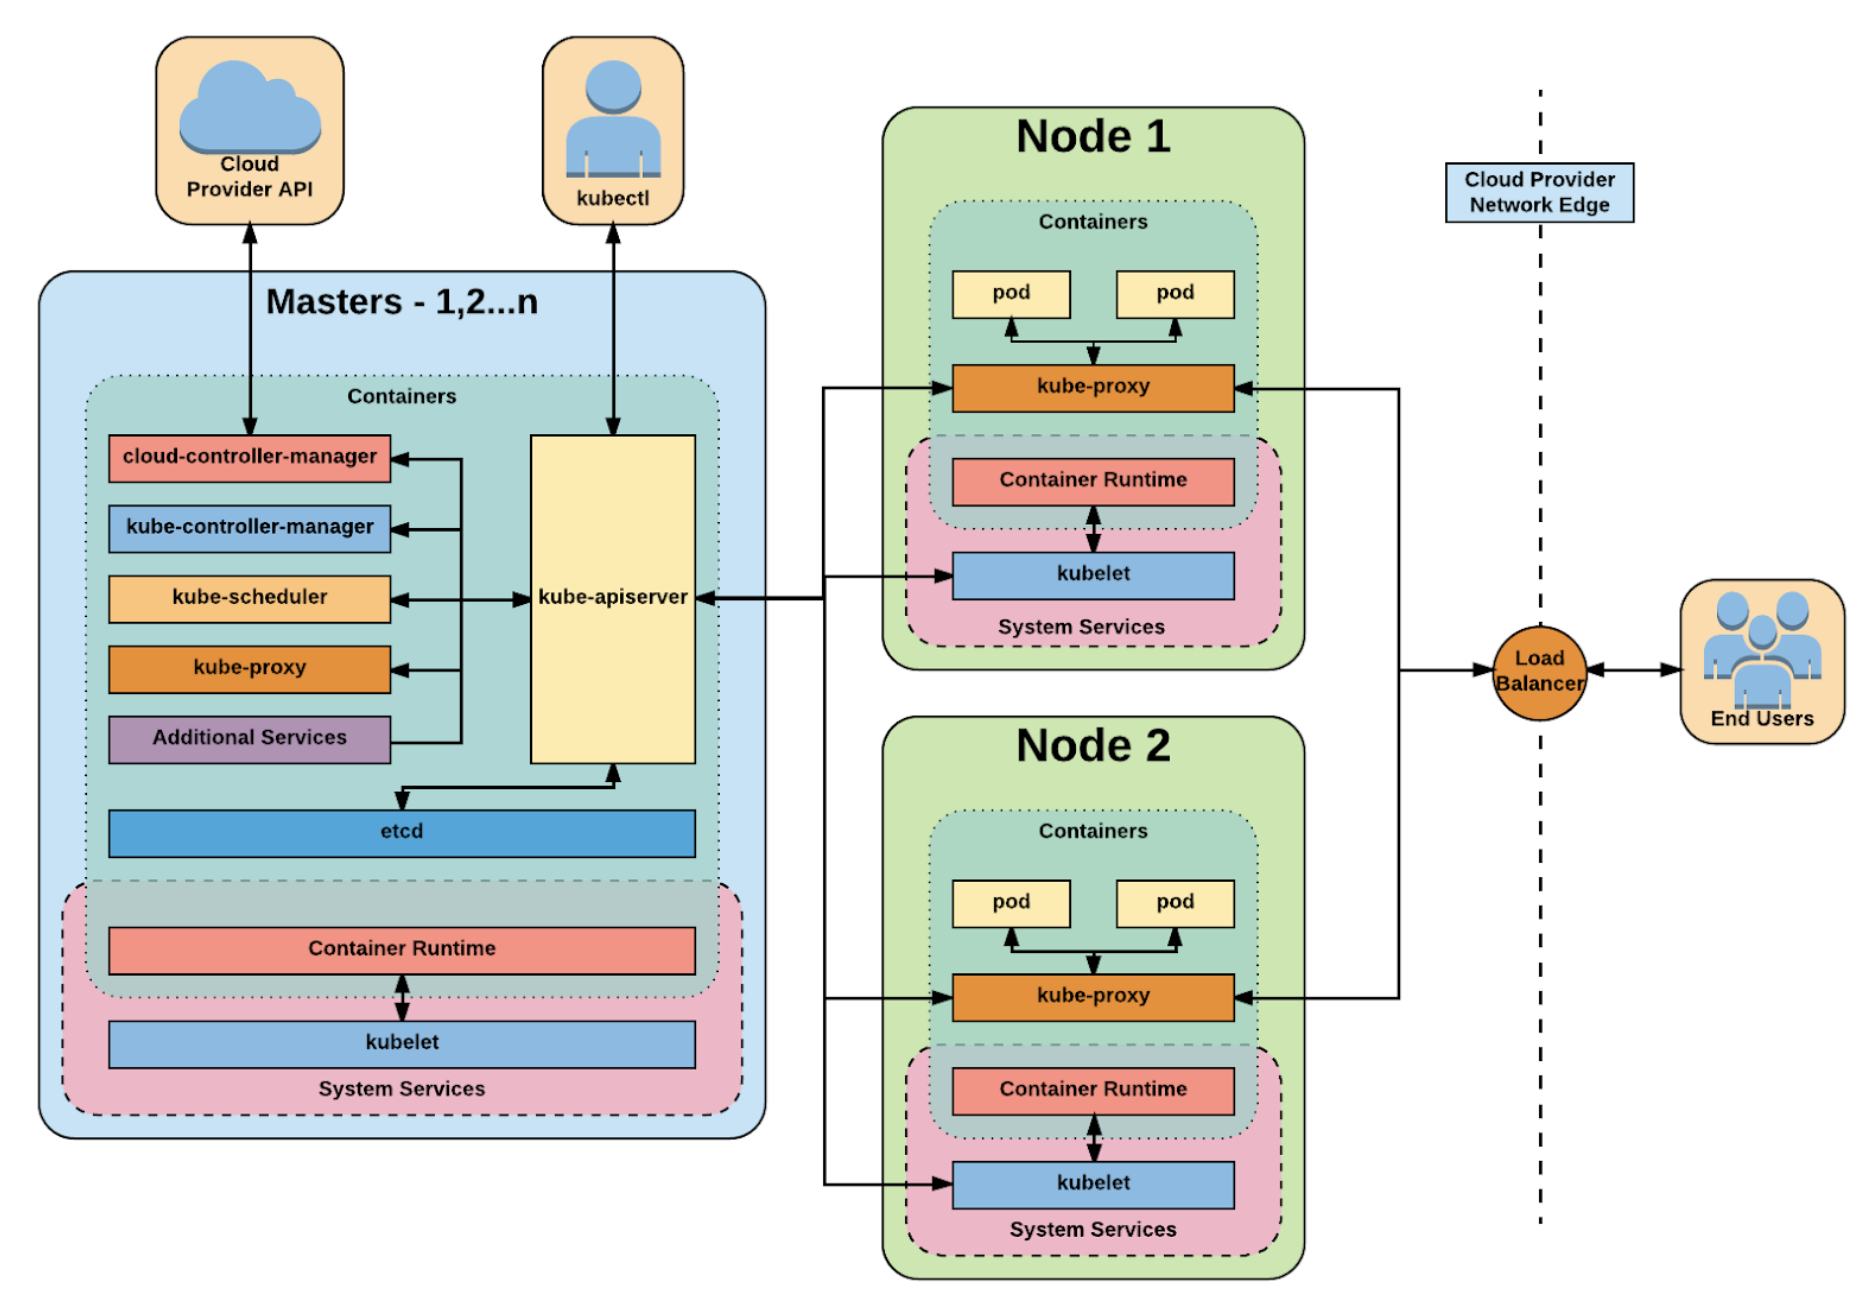 Cloud
Provider API
kubectl
Masters - 1,2...n
Containers
cloud-controller-manager
kube-controller-manager
kube-scheduler
kube-proxy
Additional Services
kube-apiserver
etcd
Container Runtime
kubelet
System Services
Node 1
Containers
pod
pod
kube-proxy
Container Runtime
kubelet
System Services
Node 2
Containers
pod
pod
kube-proxy
Container Runtime
kubelet
System Services
Cloud Provider
Network Edge
Load
Balancer
End Users